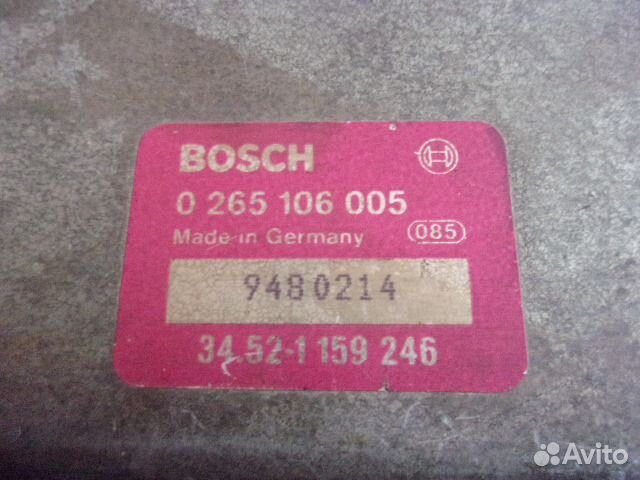 BOSCH
0 265 106 005
Made in Germany 085
9480214
34.52-1 159 246
Avito